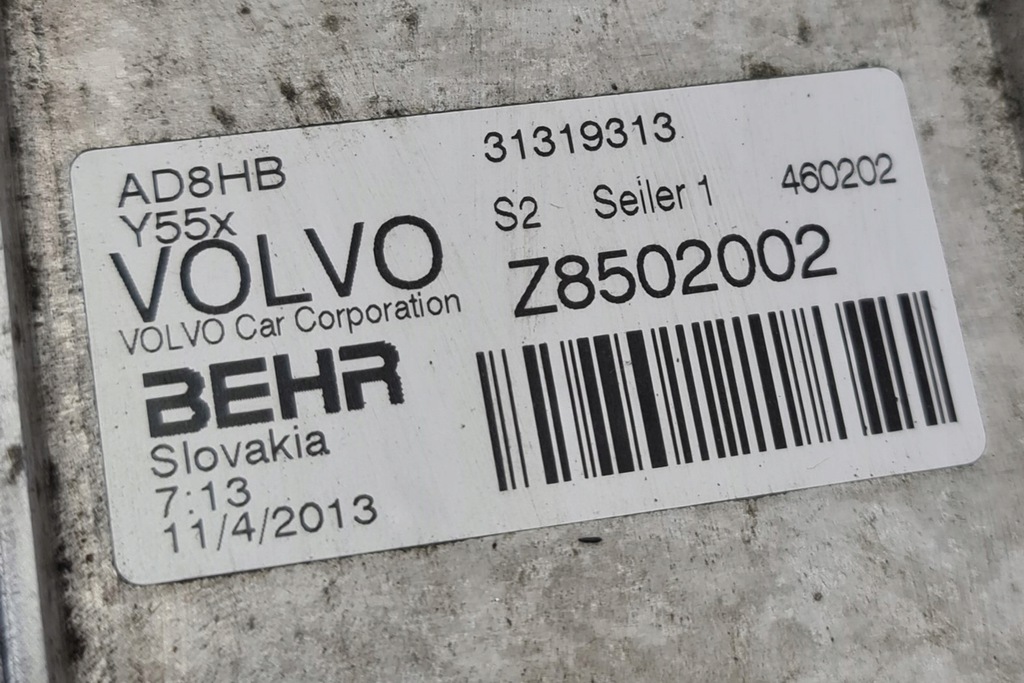 AD8HB
Y55x
VOLVO
VOLVO Car Corporation
BEHR
Slovakia
7:13
11/4/2013
31319313
S2 Seiler 1 460202
Z8502002